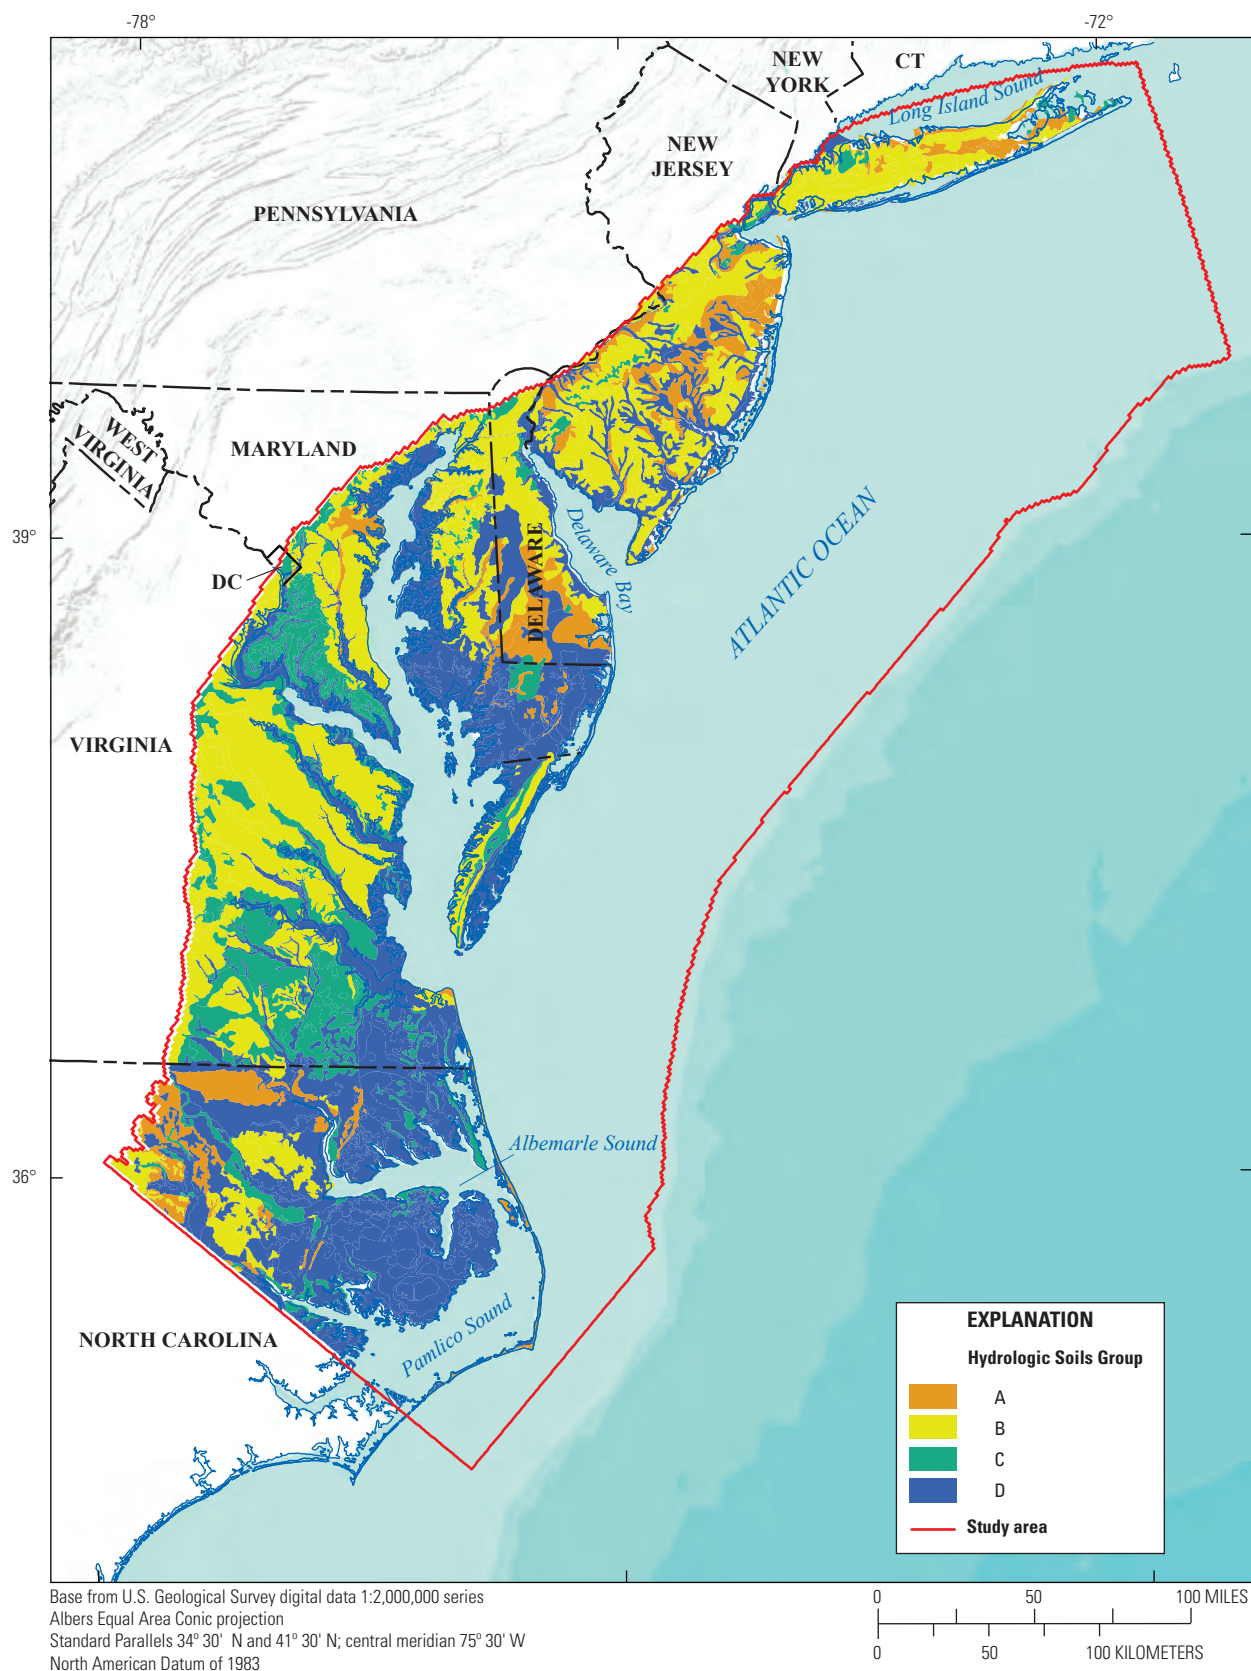 -78°
-72°
NEW
YORK
CT
Long Island Sound
NEW
JERSEY
PENNSYLVANIA
WEST
VIRGINIA
MARYLAND
39°
DC
DELAWARE
Delaware Bay
ATLANTIC OCEAN
VIRGINIA
Albemarle Sound
36°
Pamlico Sound
NORTH CAROLINA
EXPLANATION
Hydrologic Soils Group
A
B
C
D
Study area
Base from U.S. Geological Survey digital data 1:2,000,000 series
Albers Equal Area Conic projection
Standard Parallels 34° 30' N and 41° 30' N; central meridian 75° 30' W
North American Datum of 1983
0 50 100 MILES
0 50 100 KILOMETERS